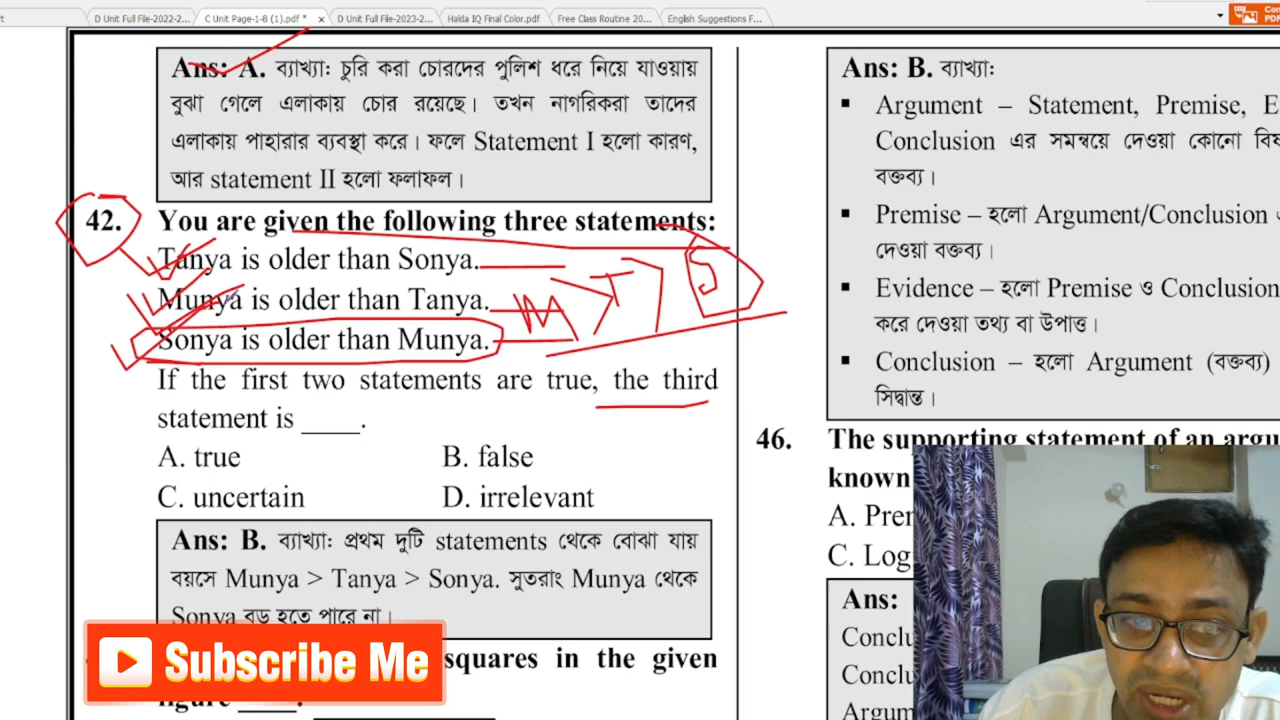 D Unit Full File-2022-2...
C Unit Page-1-8 (1).pdf *
D Unit Full File-2023-2...
Haida IQ Final Color.pdf
Free Class Routine 20...
English Suggestions F...
Ans: A. ব্যাখ্যাঃ চুরি করা চোরদের পুলিশ ধরে নিয়ে যাওয়ায়
বুঝা গেলে এলাকায় চোর রয়েছে। তখন নাগরিকরা তাদের
এলাকায় পাহারার ব্যবস্থা করে। ফলে Statement I হলো কারণ,
আর statement II হলো ফলাফল।
42. You are given the following three statements:
Tanya is older than Sonya.
Munya is older than Tanya.
Sonya is older than Munya.
M > T > S
If the first two statements are true, the third
statement is ____.
A. true B. false
C. uncertain D. irrelevant
Ans: B. ব্যাখ্যাঃ প্রথম দুটি statements থেকে বোঝা যায়
বয়সে Munya > Tanya > Sonya. সুতরাং Munya থেকে
Sonya বড় হতে পারে না।
Subscribe Me
squares in the given
figure ____.
Ans: B. ব্যাখ্যাঃ
▪ Argument – Statement, Premise, E
Conclusion এর সমন্বয়ে দেওয়া কোনো
বক্তব্য।
▪ Premise – হলো Argument/Conclusion
দেওয়া বক্তব্য।
▪ Evidence – হলো Premise ও Conclusion
করে দেওয়া তথ্য বা উপাত্ত।
▪ Conclusion – হলো Argument (বক্তব্য)
সিদ্ধান্ত।
46. The supporting statement of an argu
known
A. Prer
C. Log
Ans:
Conclu
Conclu
Argum